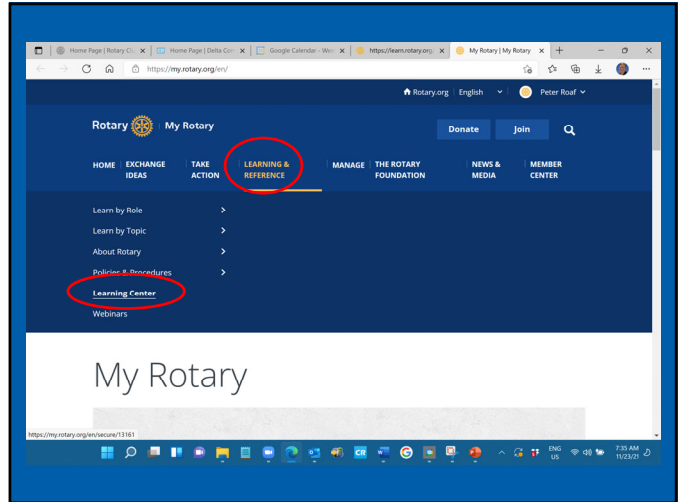 Home Page | Rotary Clu
Home Page | Delta Com
Google Calendar - Wee
https://learn.rotary.org
My Rotary | My Rotary
https://my.rotary.org/en/
Rotary.org English Peter Roaf
Rotary My Rotary
Donate Join
HOME EXCHANGE IDEAS TAKE ACTION LEARNING & REFERENCE MANAGE THE ROTARY FOUNDATION NEWS & MEDIA MEMBER CENTER
Learn by Role
Learn by Topic
About Rotary
Policies & Procedures
Learning Center
Webinars
My Rotary
https://my.rotary.org/en/secure/13161
CR
ENG
US
7:35 AM
11/23/21